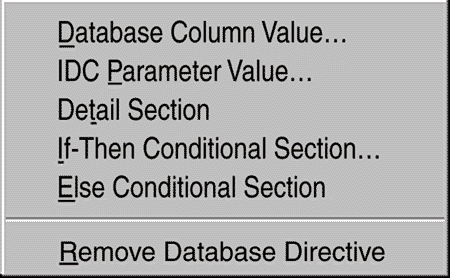 Database Column Value...
IDC Parameter Value...
Detail Section
If-Then Conditional Section...
Else Conditional Section
Remove Database Directive